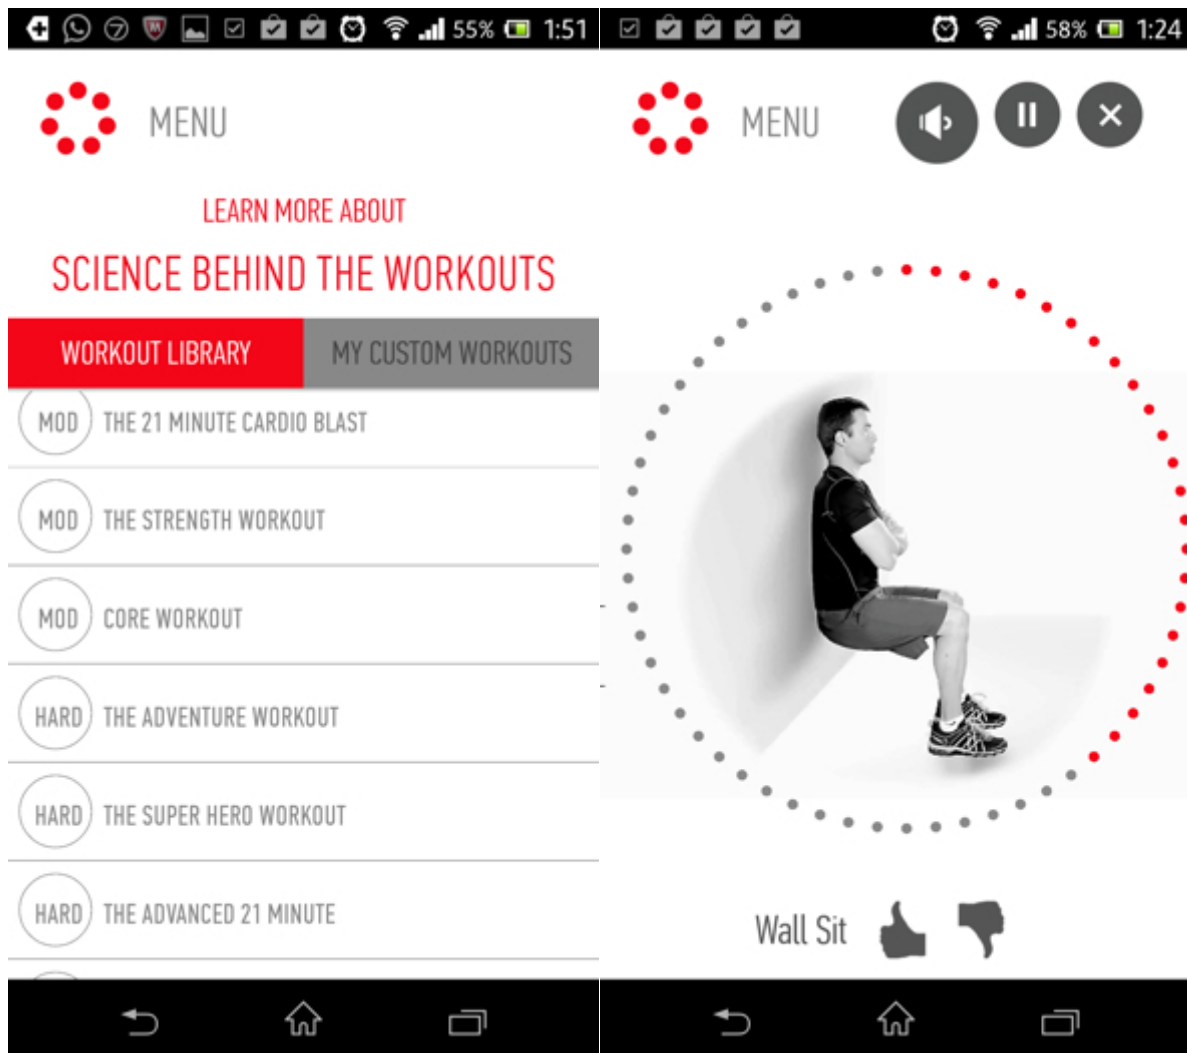 55% 1:51
MENU
LEARN MORE ABOUT
SCIENCE BEHIND THE WORKOUTS
WORKOUT LIBRARY
MY CUSTOM WORKOUTS
MOD THE 21 MINUTE CARDIO BLAST
MOD THE STRENGTH WORKOUT
MOD CORE WORKOUT
HARD THE ADVENTURE WORKOUT
HARD THE SUPER HERO WORKOUT
HARD THE ADVANCED 21 MINUTE
58% 1:24
MENU
Wall Sit